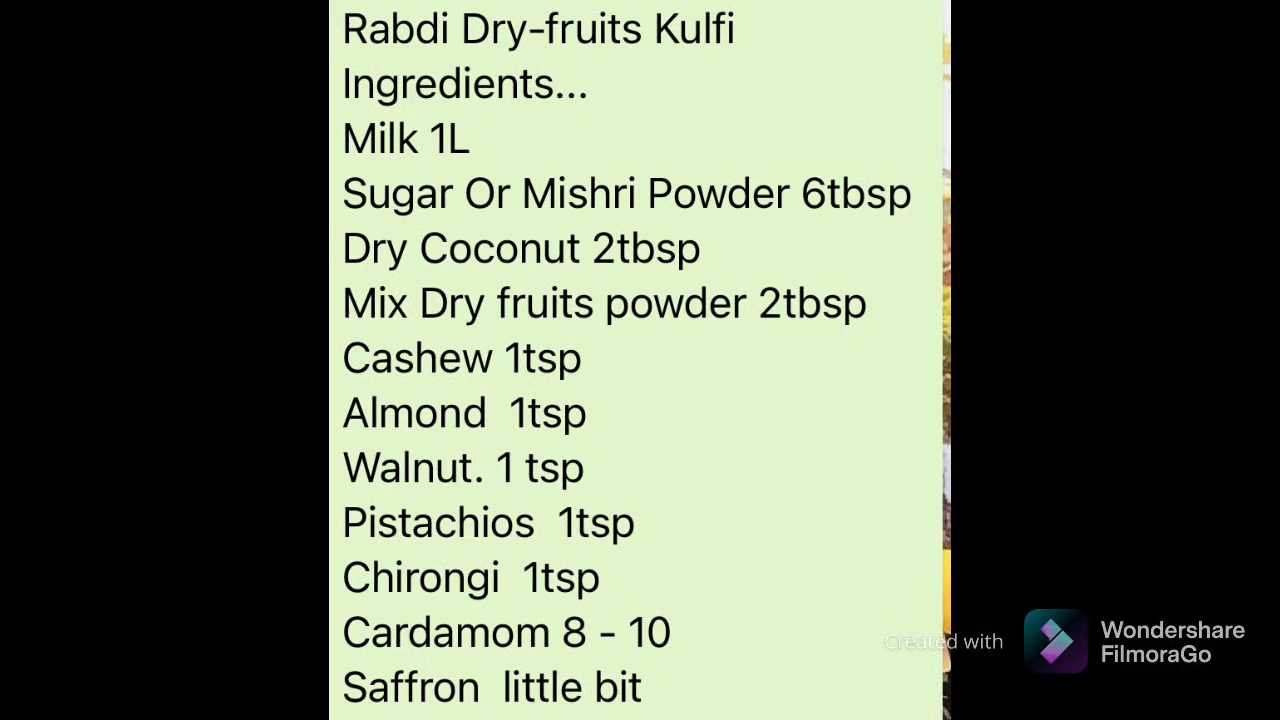 Rabdi Dry-fruits Kulfi
Ingredients...
Milk 1L
Sugar Or Mishri Powder 6tbsp
Dry Coconut 2tbsp
Mix Dry fruits powder 2tbsp
Cashew 1tsp
Almond  1tsp
Walnut. 1 tsp
Pistachios  1tsp
Chirongi  1tsp
Cardamom 8 - 10
Saffron  little bit
Created with
Wondershare
FilmoraGo